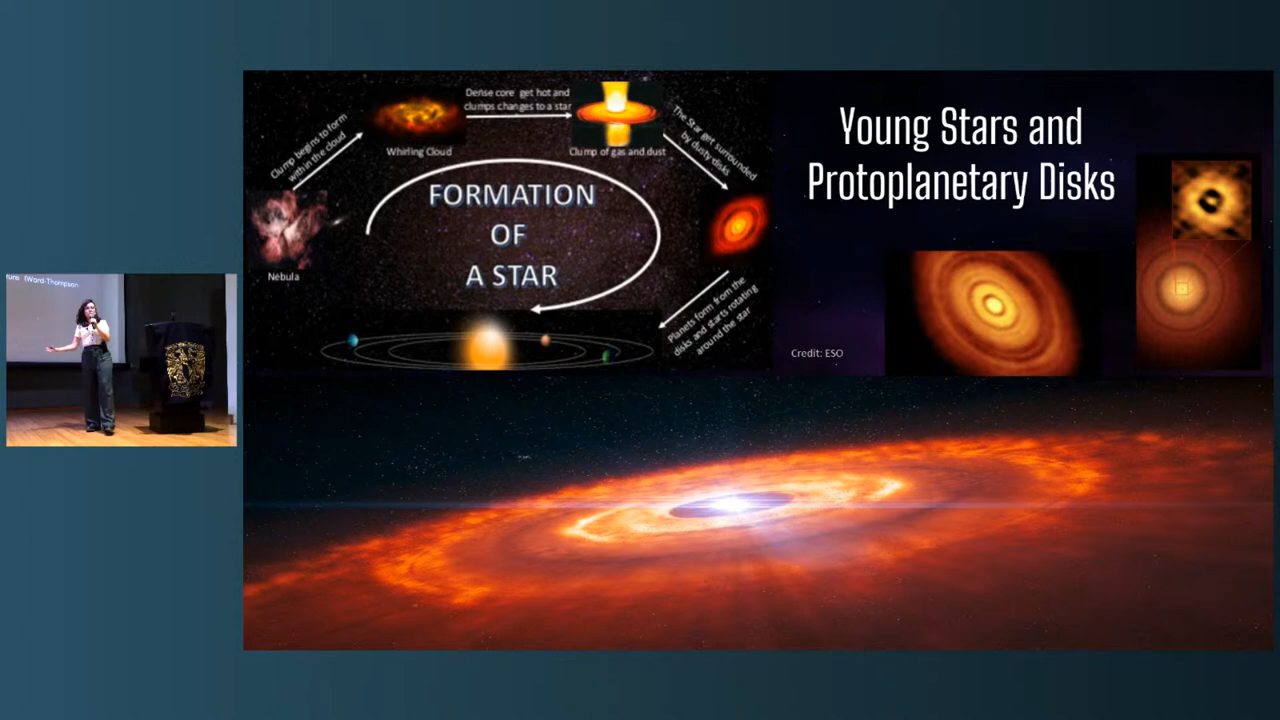 ture (Ward-Thompson
Dense core get hot and
clumps changes to a star
Clump begins to form
within the cloud
Whirling Cloud
Clump of gas and dust
The Star get surrounded
by dusty disks
FORMATION
OF
A STAR
Nebula
Planets form from the
disks and starts rotating
around the star
Young Stars and
Protoplanetary Disks
Credit: ESO